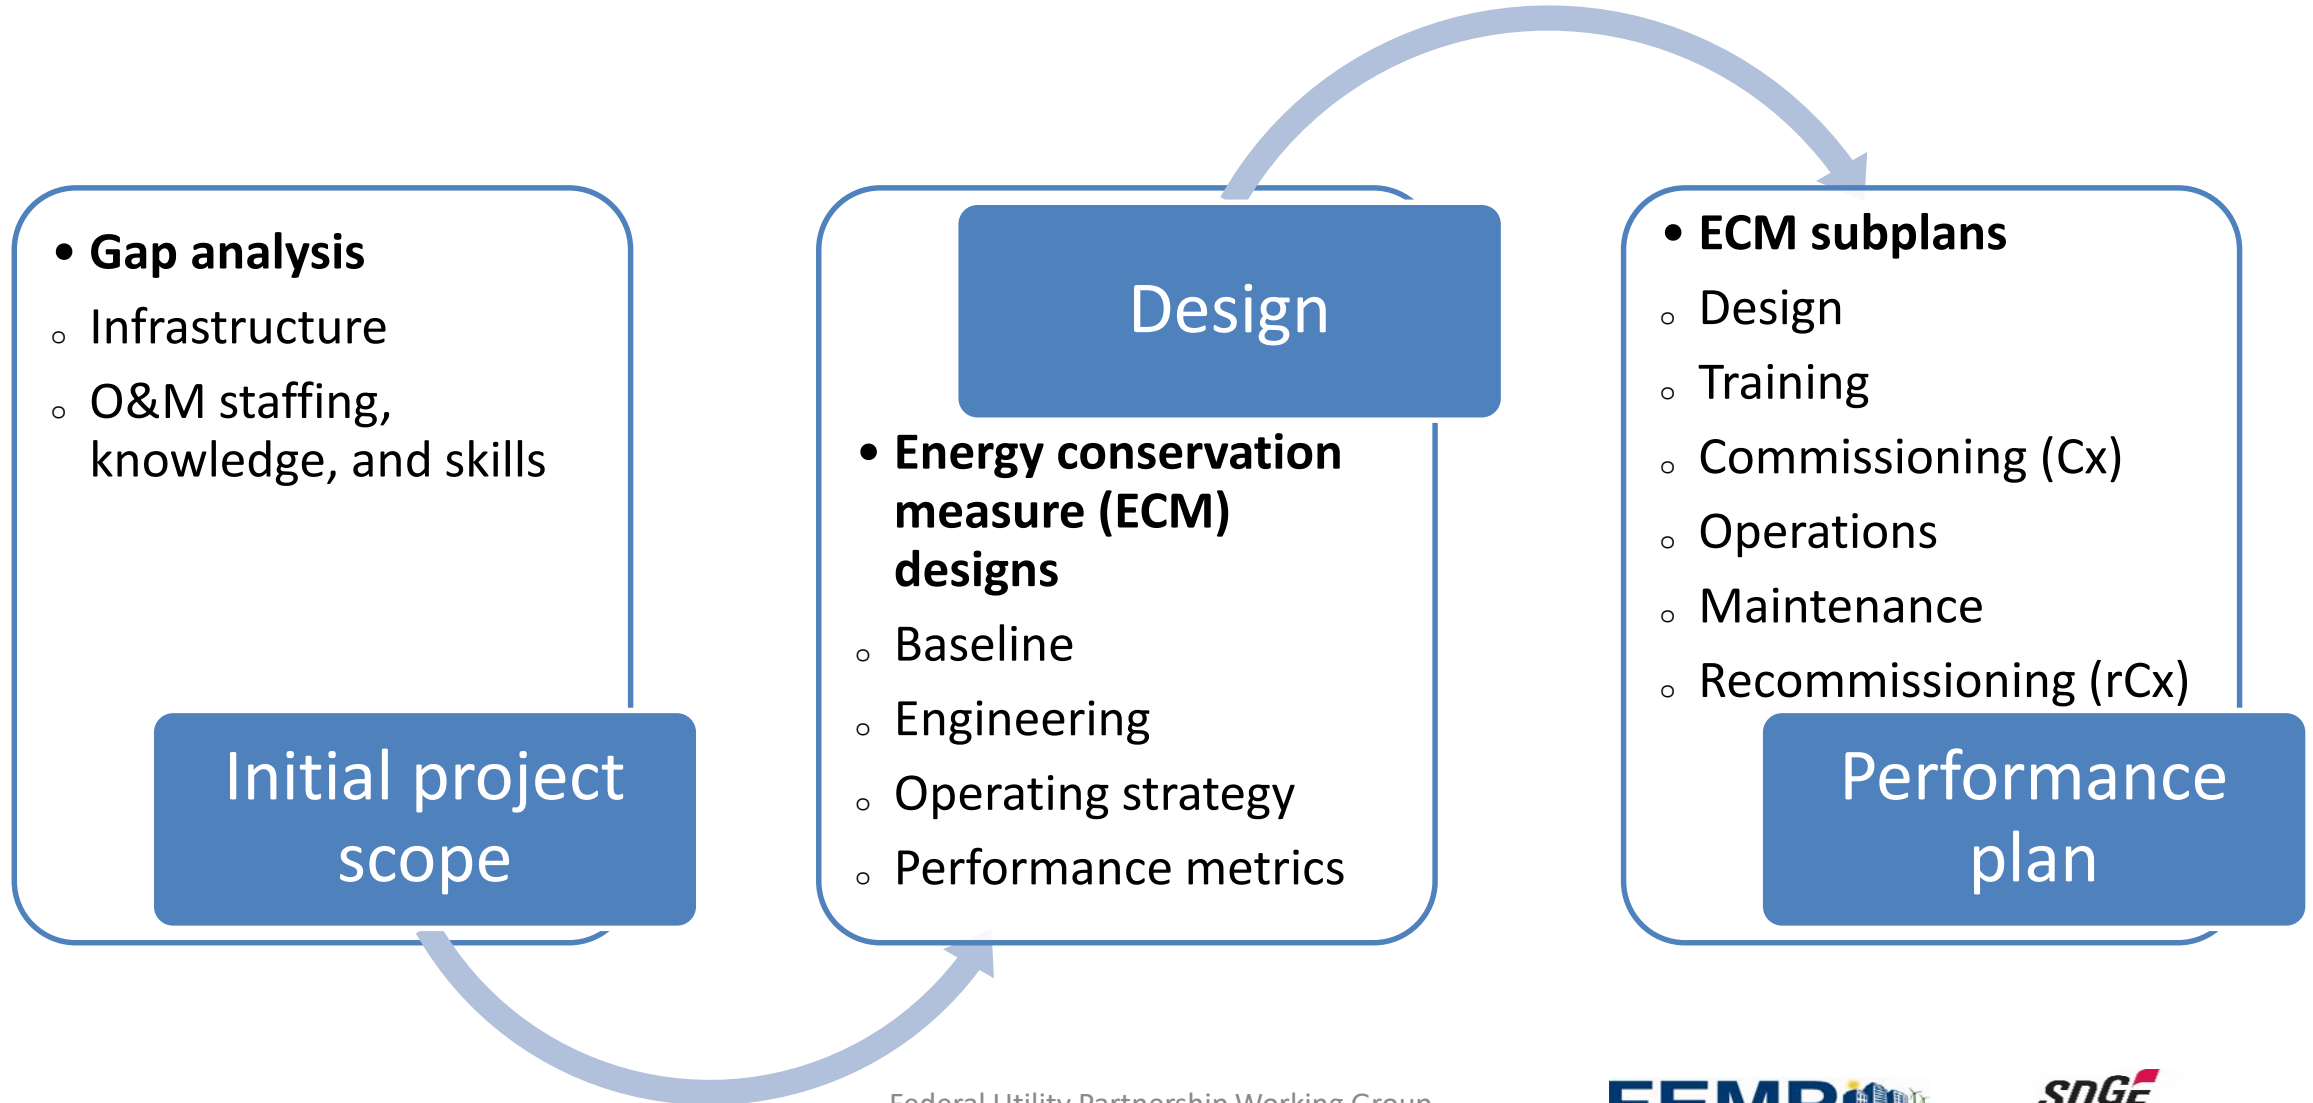 • Gap analysis
o Infrastructure
o O&M staffing,
knowledge, and skills
Initial project
scope
Design
• Energy conservation
measure (ECM)
designs
o Baseline
o Engineering
o Operating strategy
o Performance metrics
• ECM subplans
o Design
o Training
o Commissioning (Cx)
o Operations
o Maintenance
o Recommissioning (rCx)
Performance
plan
Federal Utility Partnership Working Group
FEMP
SDGE